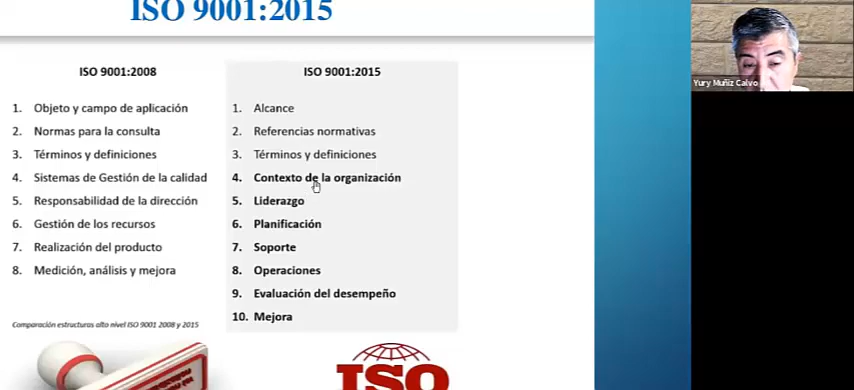 ISO 9001:2015
ISO 9001:2008
1. Objeto y campo de aplicación
2. Normas para la consulta
3. Términos y definiciones
4. Sistemas de Gestión de la calidad
5. Responsabilidad de la dirección
6. Gestión de los recursos
7. Realización del producto
8. Medición, análisis y mejora
ISO 9001:2015
1. Alcance
2. Referencias normativas
3. Términos y definiciones
4. Contexto de la organización
5. Liderazgo
6. Planificación
7. Soporte
8. Operaciones
9. Evaluación del desempeño
10. Mejora
Comparación estructuras alto nivel ISO 9001 2008 y 2015
ISO
Yury Muñiz Calvo